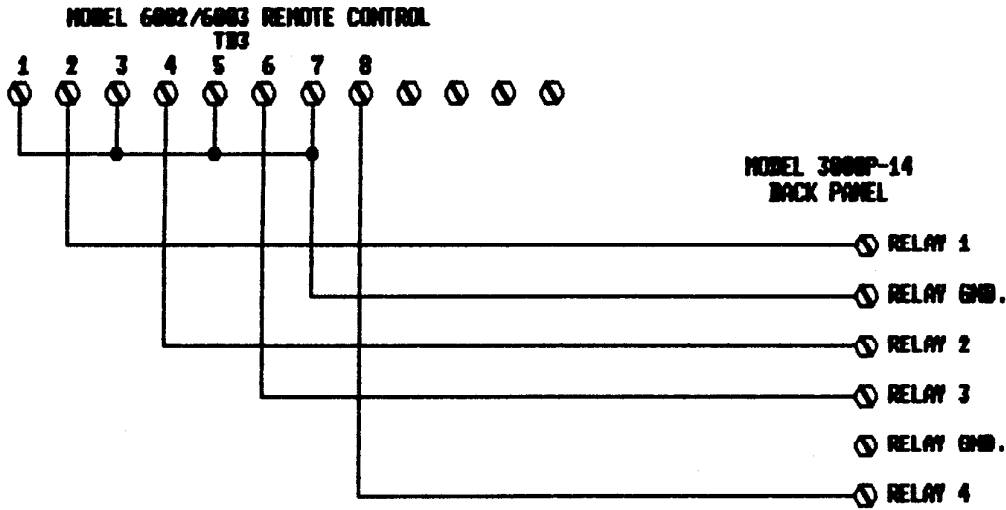 MODEL 6002/6003 REMOTE CONTROL
TB3
1 2 3 4 5 6 7 8
MODEL 3000P-14
BACK PANEL
RELAY 1
RELAY GND.
RELAY 2
RELAY 3
RELAY GND.
RELAY 4